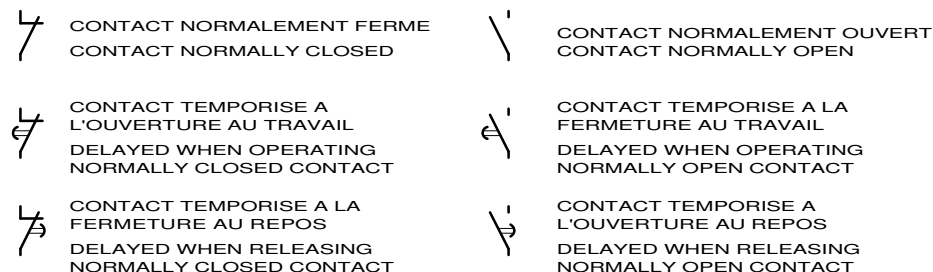 CONTACT NORMALEMENT FERME
CONTACT NORMALLY CLOSED
CONTACT NORMALEMENT OUVERT
CONTACT NORMALLY OPEN
CONTACT TEMPORISE A
L'OUVERTURE AU TRAVAIL
DELAYED WHEN OPERATING
NORMALLY CLOSED CONTACT
CONTACT TEMPORISE A LA
FERMETURE AU TRAVAIL
DELAYED WHEN OPERATING
NORMALLY OPEN CONTACT
CONTACT TEMPORISE A LA
FERMETURE AU REPOS
DELAYED WHEN RELEASING
NORMALLY CLOSED CONTACT
CONTACT TEMPORISE A
L'OUVERTURE AU REPOS
DELAYED WHEN RELEASING
NORMALLY OPEN CONTACT